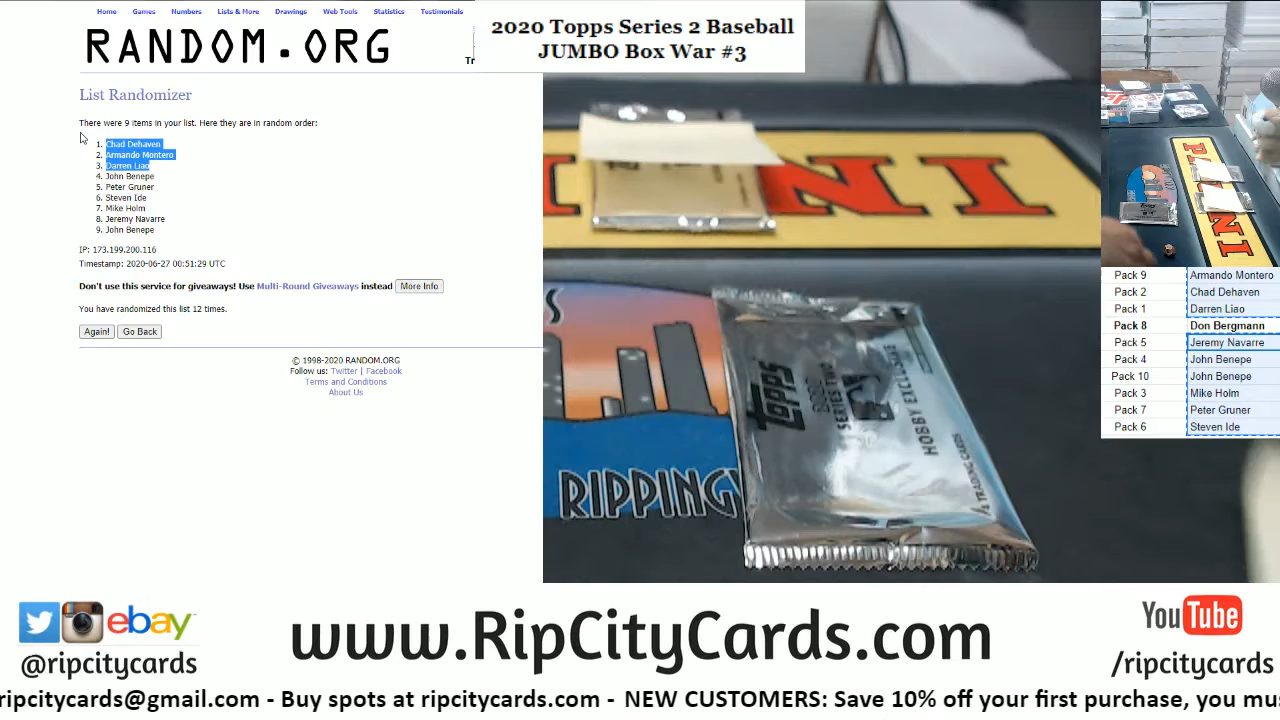 Home Games Numbers Lists & More Drawings Web Tools Statistics Testimonials
RANDOM.ORG
Tr
2020 Topps Series 2 Baseball
JUMBO Box War #3
List Randomizer
There were 9 items in your list. Here they are in random order:
1. Chad Dehaven
2. Armando Montero
3. Darren Liao
4. John Benepe
5. Peter Gruner
6. Steven Ide
7. Mike Holm
8. Jeremy Navarre
9. John Benepe
IP: 173.199.200.116
Timestamp: 2020-06-27 00:51:29 UTC
Don't use this service for giveaways! Use Multi-Round Giveaways instead More Info
You have randomized this list 12 times.
Again! Go Back
© 1998-2020 RANDOM.ORG
Follow us: Twitter | Facebook
Terms and Conditions
About Us
INI
S
RIPPING
TOPPS
SERIES TWO
HOBBY EXCLUSIVE
TRADING CARDS
PANINI
Pack 9 Armando Montero
Pack 2 Chad Dehaven
Pack 1 Darren Liao
Pack 8 Don Bergmann
Pack 5 Jeremy Navarre
Pack 4 John Benepe
Pack 10 John Benepe
Pack 3 Mike Holm
Pack 7 Peter Gruner
Pack 6 Steven Ide
ebay
@ripcitycards
www.RipCityCards.com
YouTube
/ripcitycards
ripcitycards@gmail.com - Buy spots at ripcitycards.com - NEW CUSTOMERS: Save 10% off your first purchase, you mu